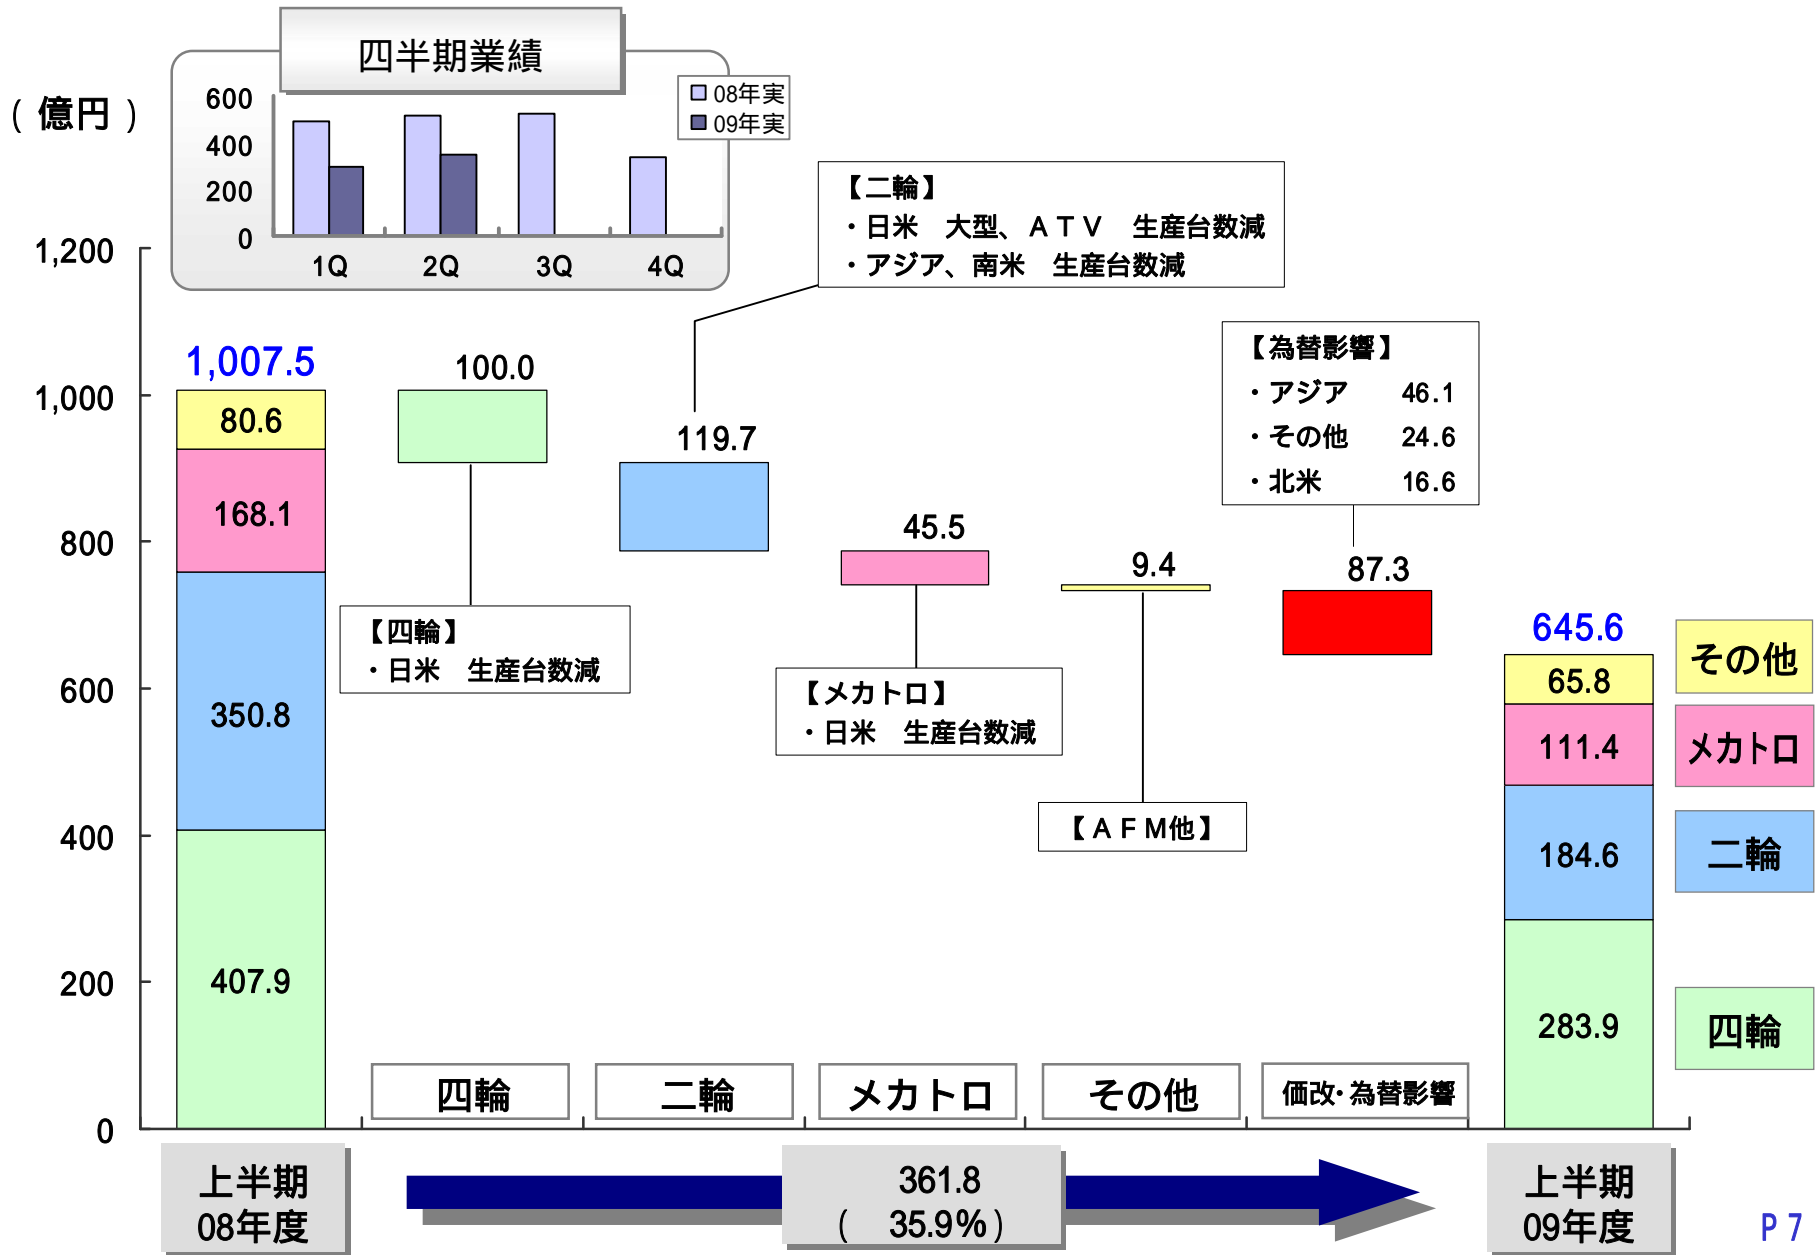 四半期業績
（億円）
08年実
09年実
600
400
200
0
1Q 2Q 3Q 4Q
1,200
1,000
800
600
400
200
0
【二輪】
・日米　大型、ＡＴＶ　生産台数減
・アジア、南米　生産台数減
【為替影響】
・アジア 46.1
・その他 24.6
・北米 16.6
1,007.5
80.6
168.1
350.8
407.9
100.0
【四輪】
・日米　生産台数減
119.7
45.5
【メカトロ】
・日米　生産台数減
9.4
【ＡＦＭ他】
87.3
645.6
65.8
111.4
184.6
283.9
その他
メカトロ
二輪
四輪
四輪 二輪 メカトロ その他 価改・為替影響
上半期
08年度
361.8
(　35.9%)
上半期
09年度
Ｐ７